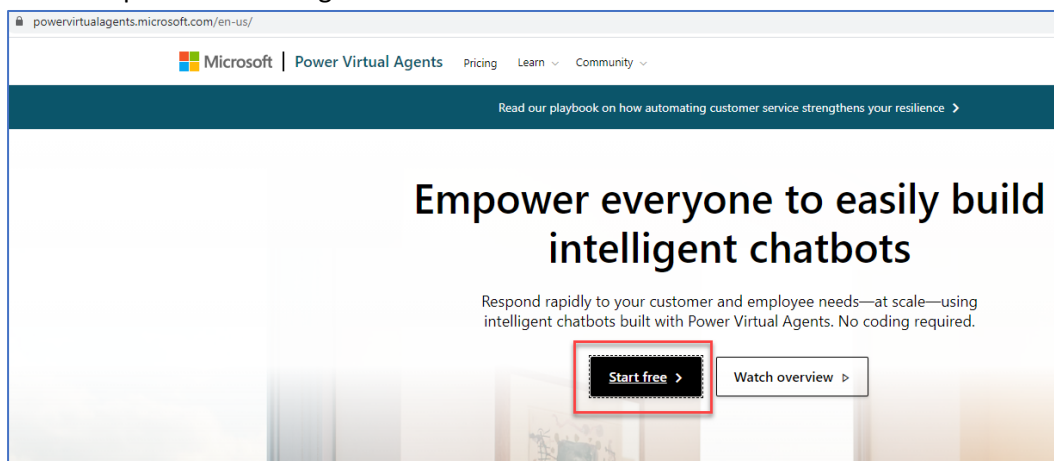 powervirtualagents.microsoft.com/en-us/
Microsoft | Power Virtual Agents Pricing Learn Community
Read our playbook on how automating customer service strengthens your resilience
Empower everyone to easily build
intelligent chatbots
Respond rapidly to your customer and employee needs—at scale—using
intelligent chatbots built with Power Virtual Agents. No coding required.
Start free
Watch overview